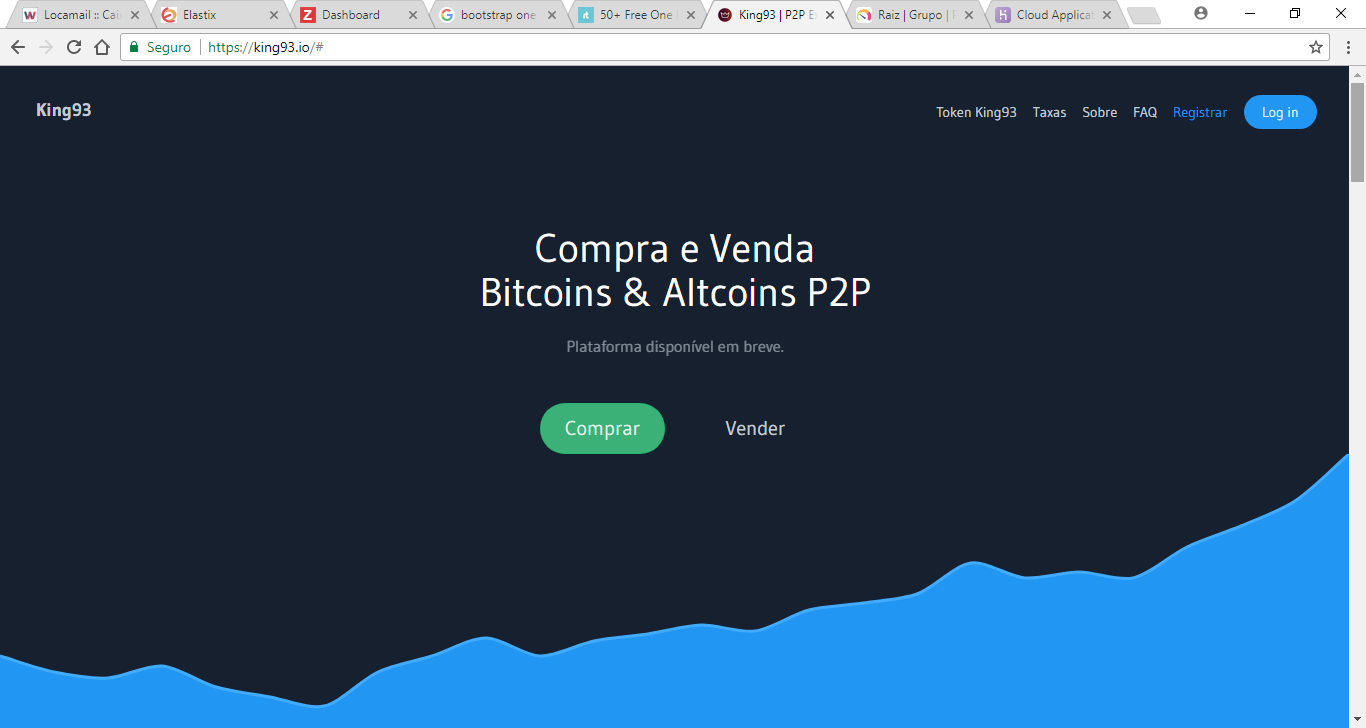 Locamail :: Cai
Elastix
Dashboard
bootstrap one
50+ Free One
King93 | P2P Ex
Raiz | Grupo |
Cloud Applicat
Seguro
https://king93.io/#
King93
Token King93
Taxas
Sobre
FAQ
Registrar
Log in
Compra e Venda
Bitcoins & Altcoins P2P
Plataforma disponível em breve.
Comprar
Vender